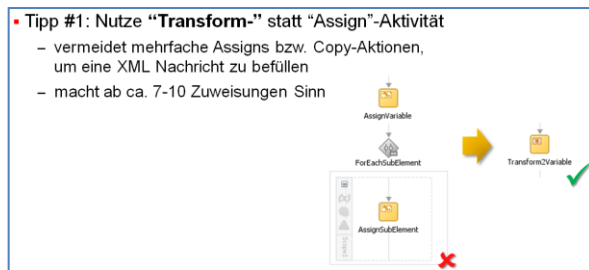 Tipp #1: Nutze “Transform-” statt “Assign”-Aktivität
– vermeidet mehrfache Assigns bzw. Copy-Aktionen,
um eine XML Nachricht zu befüllen
– macht ab ca. 7-10 Zuweisungen Sinn
AssignVariable
ForEachSubElement
Transform2Variable
AssignSubElement